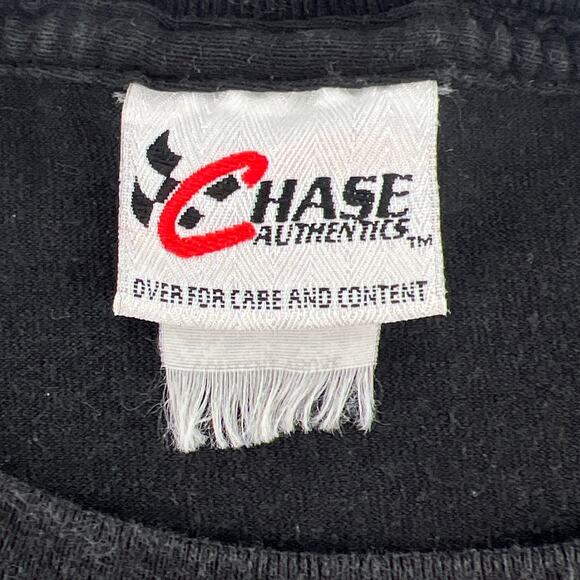 CHASE
AUTHENTICS™
OVER FOR CARE AND CONTENT